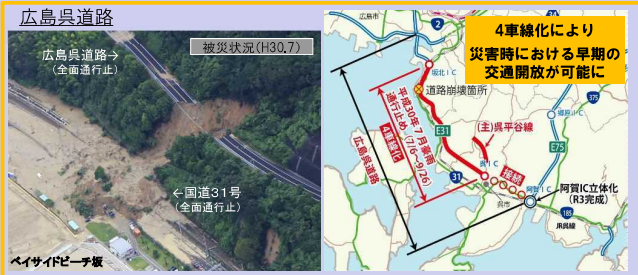 広島呉道路
被災状況(H30.7)
広島呉道路→
(全面通行止)
←国道31号
(全面通行止)
ベイサイドビーチ坂
4車線化により
災害時における早期の
交通開放が可能に
広島市
坂北IC
道路崩壊箇所
平成30年7月豪雨
通行止め(7/6~9/26)
4車線化
広島呉道路
E31
(主)呉平谷線
375
E75
31
呉IC
接続
阿賀IC
呉市
阿賀IC立体化
(R3完成)
185
JR呉線